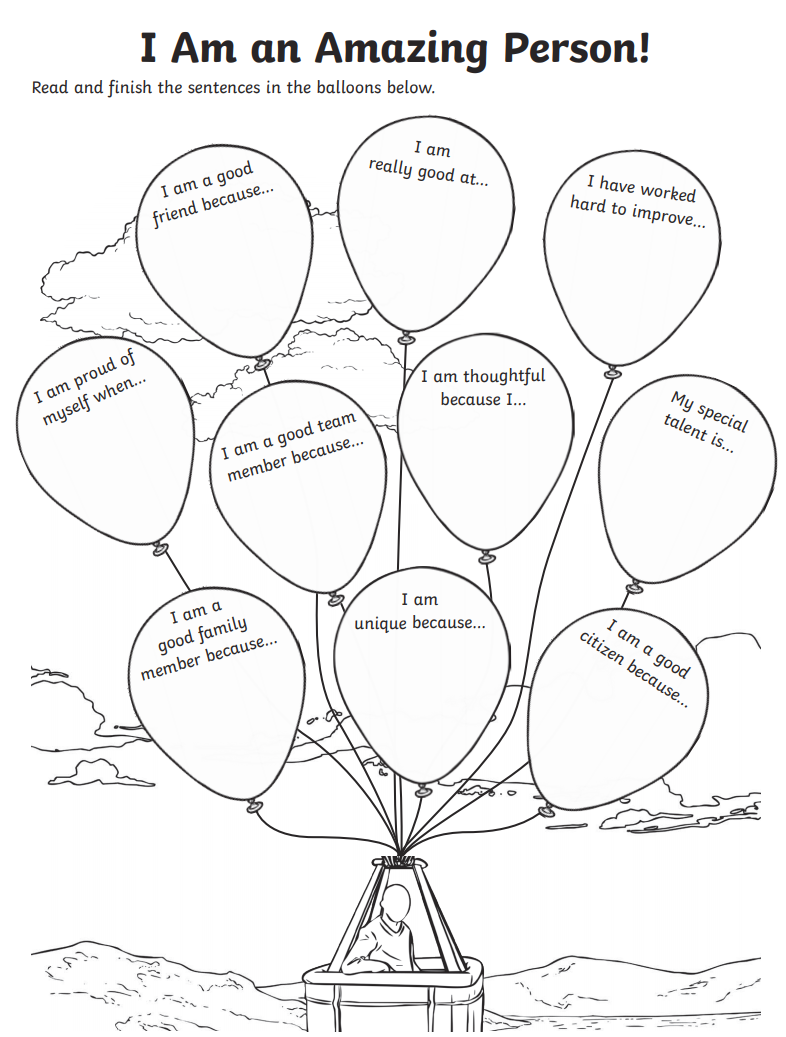 I Am an Amazing Person!
Read and finish the sentences in the balloons below.
I am a good
friend because...
I am
really good at...
I have worked
hard to improve...
I am proud of
myself when...
I am a good team
member because...
I am thoughtful
because I...
My special
talent is...
I am a
good family
member because...
I am
unique because...
I am a good
citizen because...